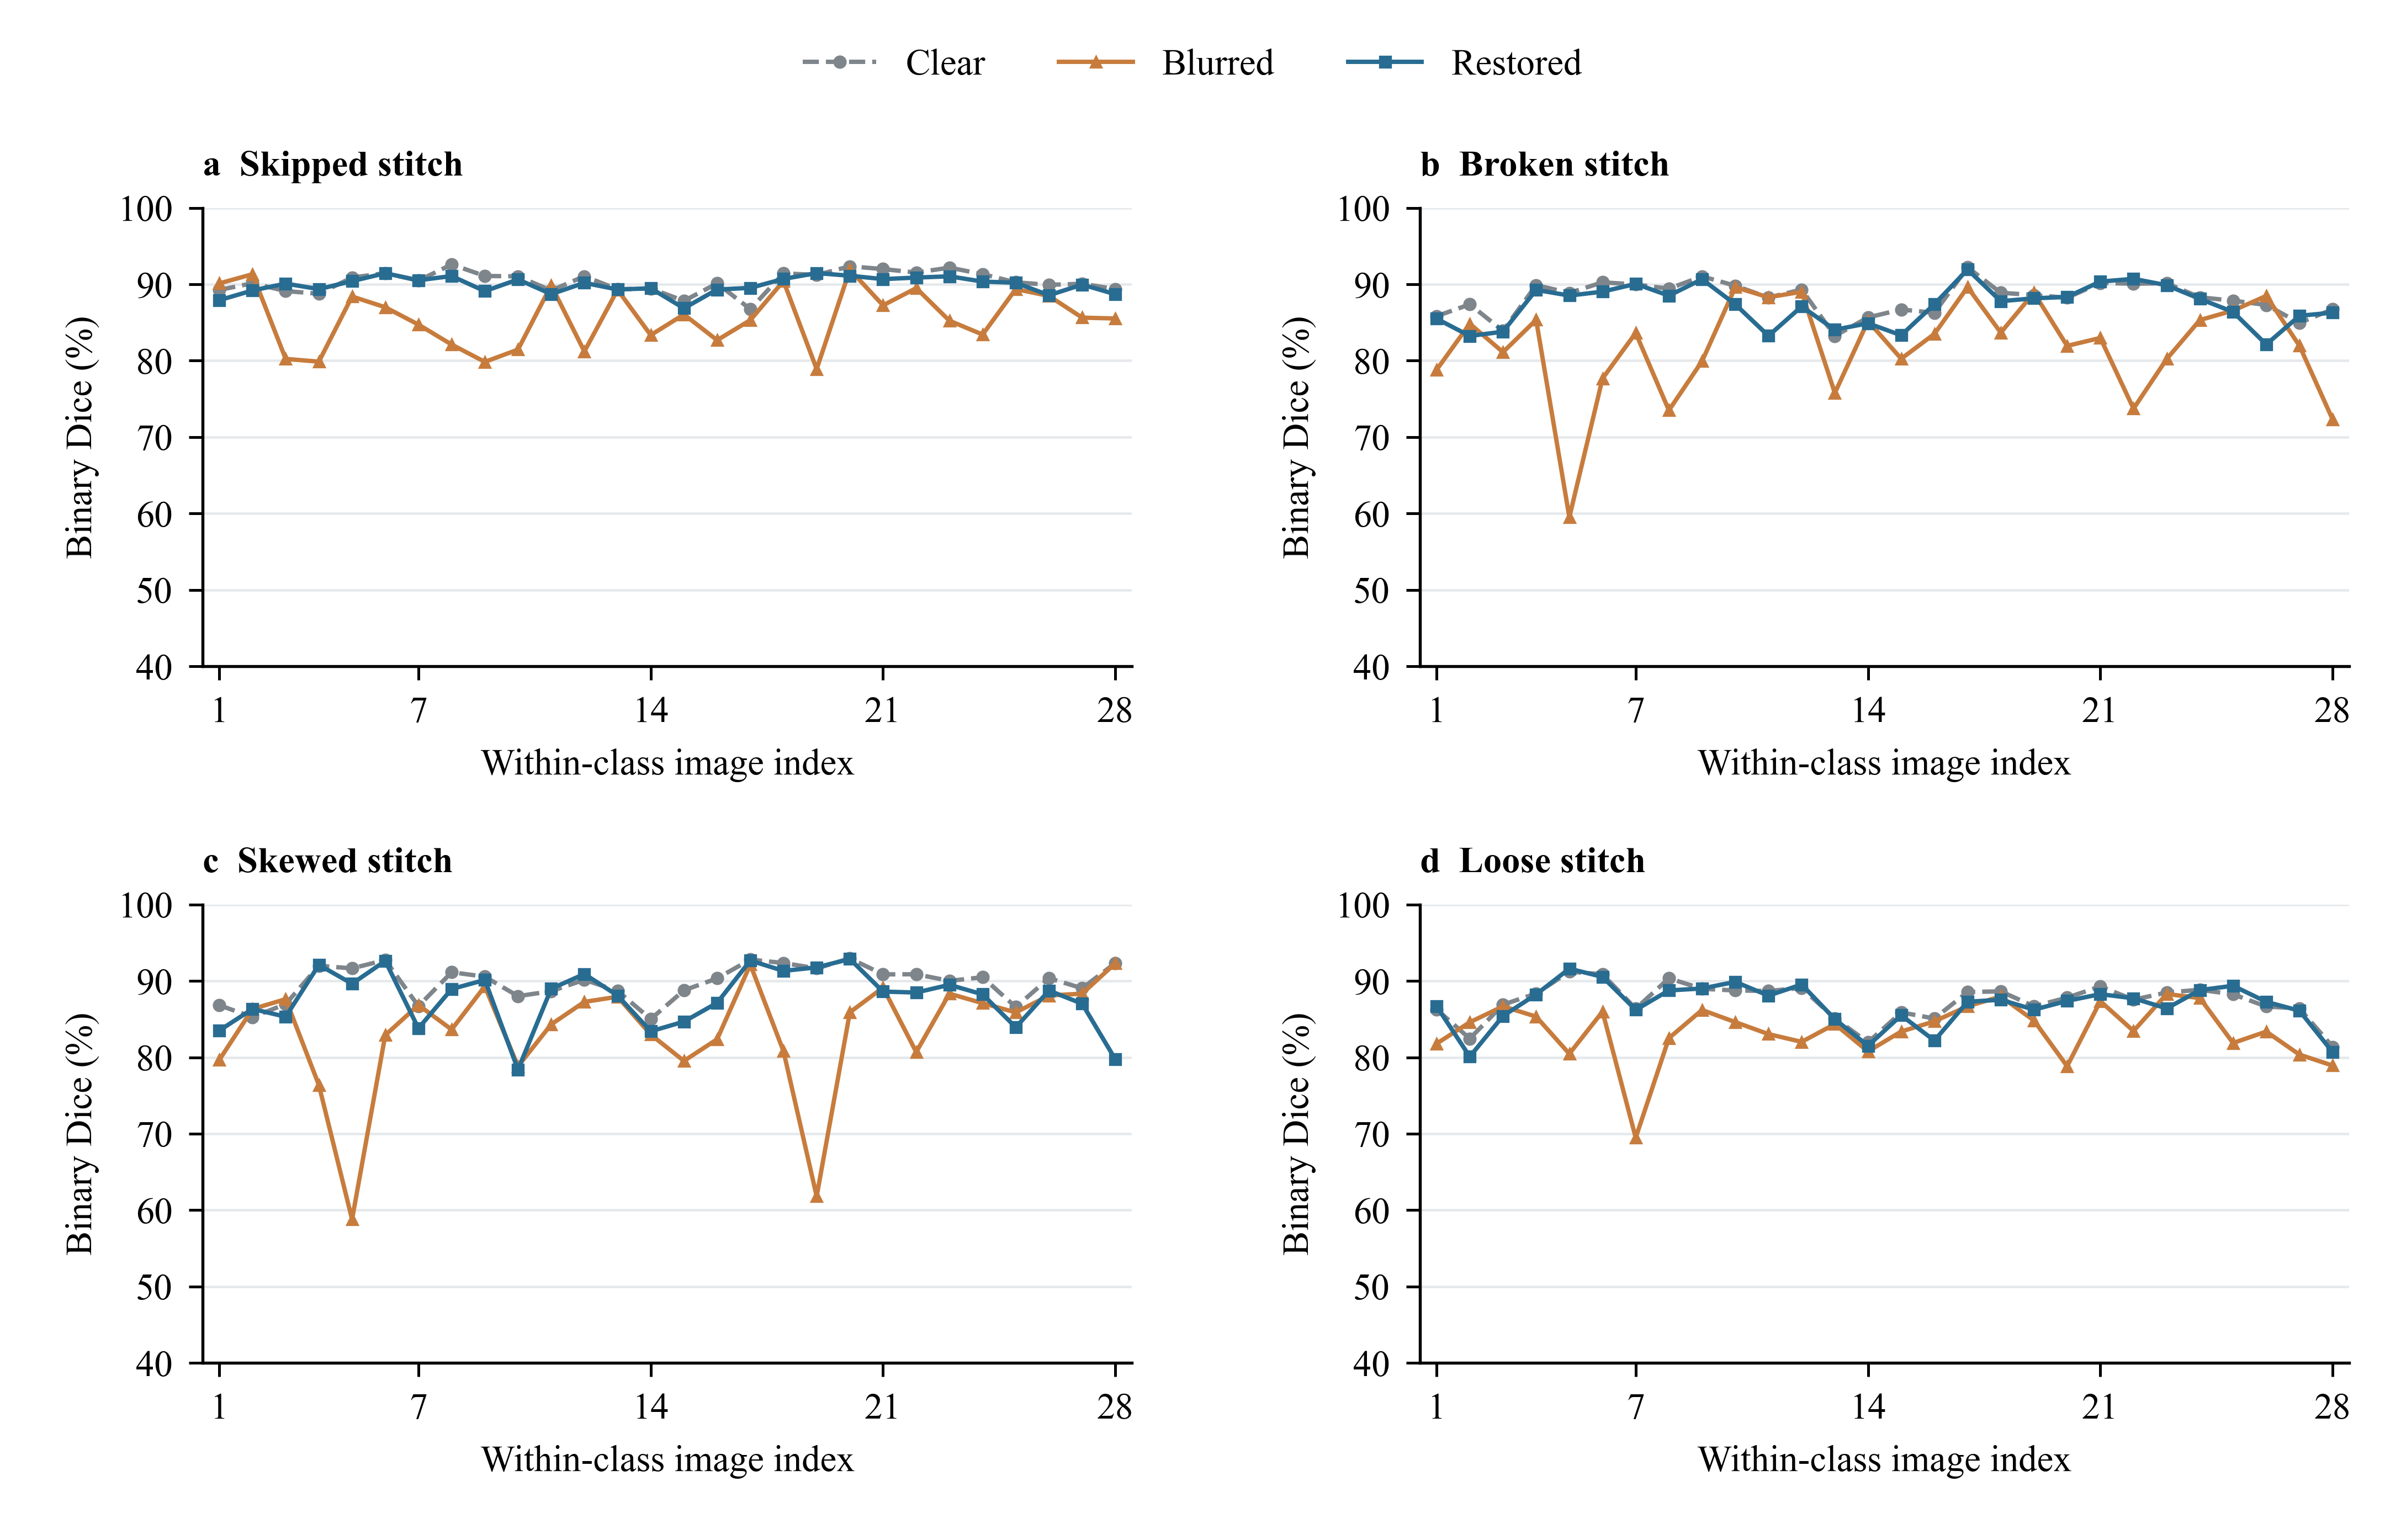 Clear Blurred Restored
a Skipped stitch
100
90
80
70
60
50
40
Binary Dice (%)
1 7 14 21 28
Within-class image index
b Broken stitch
100
90
80
70
60
50
40
Binary Dice (%)
1 7 14 21 28
Within-class image index
c Skewed stitch
100
90
80
70
60
50
40
Binary Dice (%)
1 7 14 21 28
Within-class image index
d Loose stitch
100
90
80
70
60
50
40
Binary Dice (%)
1 7 14 21 28
Within-class image index